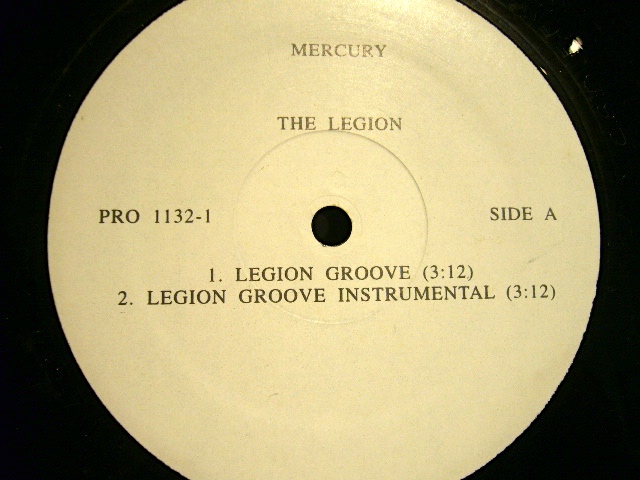 MERCURY
THE LEGION
PRO 1132-1 SIDE A
1. LEGION GROOVE (3:12)
2. LEGION GROOVE INSTRUMENTAL (3:12)